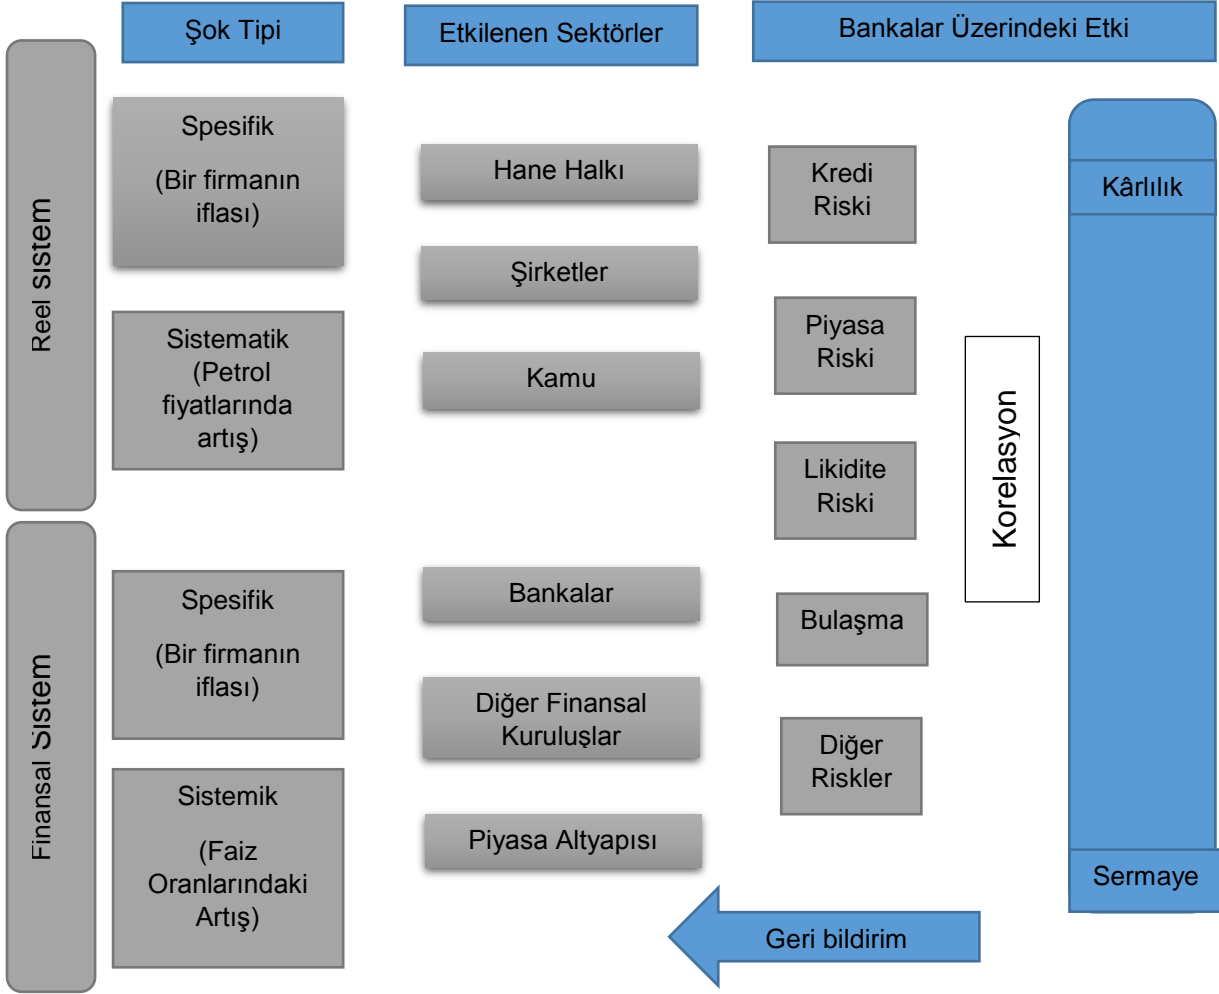 Şok Tipi
Etkilenen Sektörler
Bankalar Üzerindeki Etki
Reel sistem
Spesifik
(Bir firmanın
iflası)
Sistematik
(Petrol
fiyatlarında
artış)
Finansal Sistem
Spesifik
(Bir firmanın
iflası)
Sistemik
(Faiz
Oranlarındaki
Artış)
Hane Halkı
Şirketler
Kamu
Bankalar
Diğer Finansal
Kuruluşlar
Piyasa Altyapısı
Kredi
Riski
Piyasa
Riski
Likidite
Riski
Bulaşma
Diğer
Riskler
Korelasyon
Kârlılık
Sermaye
Geri bildirim